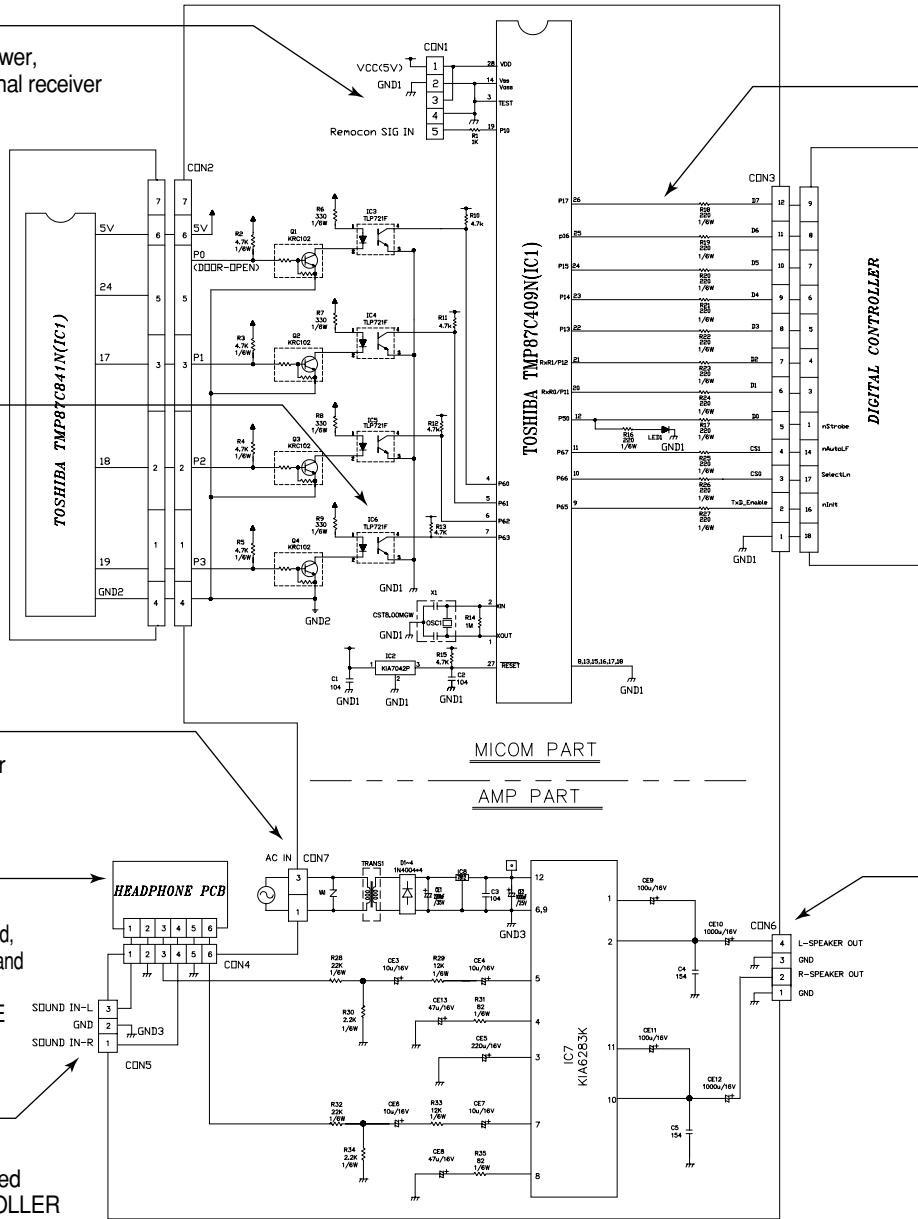 wer,
nal receiver
CON1
VCC(5V)
GND1
Remocon SIG IN
1
2
3
4
5
R1
1K
28 VDD
14 Vss
Vass
3 TEST
19 P10
TOSHIBA TMP87C409N(IC1)
TOSHIBA TMP87C841N(IC1)
5V
24
17
18
19
GND2
CON2
7 7
6 6
5 5
3 3
2 2
1 1
4 4
5V
P0
(DOOR-OPEN)
P1
P2
P3
R2
4.7K
1/6W
R3
4.7K
1/6W
R4
4.7K
1/6W
R5
4.7K
1/6W
Q1
KRC102
Q2
KRC102
Q3
KRC102
Q4
KRC102
GND2
R6
330
1/6W
R7
330
1/6W
R8
330
1/6W
R9
330
1/6W
IC3
TLP721F
IC4
TLP721F
IC5
TLP721F
IC6
TLP721F
R10
4.7k
R11
4.7k
R12
4.7k
R13
4.7K
GND1
4 P60
5 P61
6 P62
7 P63
X1
CST8.00MGW
OSC1
GND1
R14
1M
2 XIN
1 XOUT
IC2
KIA7042P
1
2
3
R15
4.7K
C1
104
C2
104
GND1
GND1
GND1
27 RESET
8,13,15,16,17,18
GND1
P17 26
p16 25
P15 24
P14 23
P13 22
RxR1/P12 21
RxR0/P11 20
P50 12
P67 11
P66 10
P65 9
R18
220
1/6W
R19
220
1/6W
R20
220
1/6W
R21
220
1/6W
R22
220
1/6W
R23
220
1/6W
R24
220
1/6W
R17
220
1/6W
R16
220
1/6W
LED1
GND1
R25
220
1/6W
R26
220
1/6W
R27
220
1/6W
D7
D6
D5
D4
D3
D2
D1
D0
CS1
CS0
TxD_Enable
GND1
CON3
12 9
11 8
10 7
9 6
8 5
7 4
6 3
5 1
4 14
3 17
2 16
1 18
nStrobe
nAutoLF
SelectLn
nInit
DIGITAL CONTROLLER
MICOM PART
AMP PART
r
AC IN
CON7
3
1
TRANS1
D1~4
1N4004*4
C3
104
12
6,9
GND3
HEADPHONE PCB
1 2 3 4 5 6
1 2 3 4 5 6
CON4
d,
and
E
SOUND IN-L
GND
SOUND IN-R
3
2
1
GND3
CON5
R28
22K
1/6W
CE3
10u/16V
R29
12K
1/6W
CE4
10u/16V
5
R30
2.2K
1/6W
CE13
47u/16V
R31
82
1/6W
4
CE5
220u/16V
3
R32
22K
1/6W
CE6
10u/16V
R33
12K
1/6W
CE7
10u/16V
7
R34
2.2K
1/6W
CE8
47u/16V
R35
82
1/6W
8
IC7
KIA6283K
1
2
11
10
CE9
100u/16V
CE10
1000u/16V
C4
154
CE11
100u/16V
CE12
1000u/16V
C5
154
CON6
4 L-SPEAKER OUT
3 GND
2 R-SPEAKER OUT
1 GND
ed
OLLER